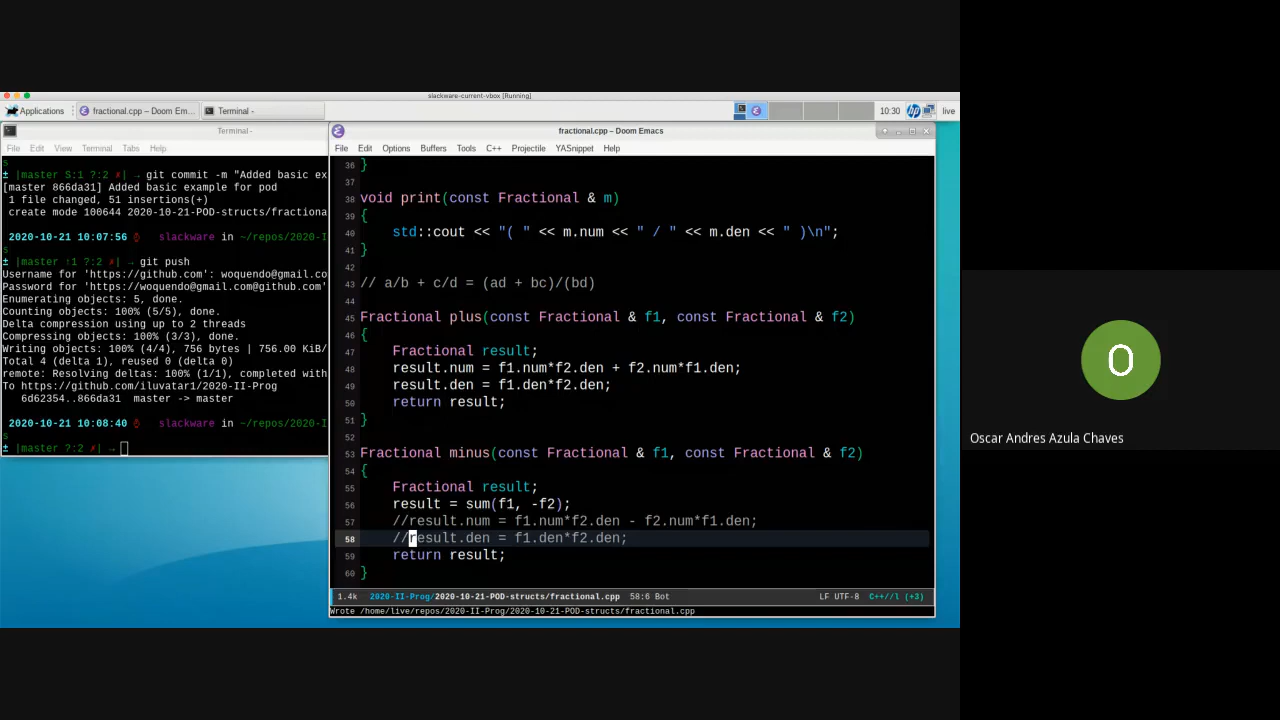 slackware-current-vbox [Running]
Applications
fractional.cpp – Doom Em...
Terminal -
10:30
live
Terminal -
File Edit View Terminal Tabs Help
s
± |master S:1 ?:2 ✗| → git commit -m "Added basic ex
[master 866da31] Added basic example for pod
1 file changed, 51 insertions(+)
create mode 100644 2020-10-21-POD-structs/fractiona
2020-10-21 10:07:56 slackware in ~/repos/2020-I
s
± |master ↑1 ?:2 ✗| → git push
Username for 'https://github.com': woquendo@gmail.co
Password for 'https://woquendo@gmail.com@github.com'
Enumerating objects: 5, done.
Counting objects: 100% (5/5), done.
Delta compression using up to 2 threads
Compressing objects: 100% (3/3), done.
Writing objects: 100% (4/4), 756 bytes | 756.00 KiB/
Total 4 (delta 1), reused 0 (delta 0)
remote: Resolving deltas: 100% (1/1), completed with
To https://github.com/iluvatar1/2020-II-Prog
6d62354..866da31 master -> master
2020-10-21 10:08:40 slackware in ~/repos/2020-I
s
± |master ?:2 ✗| →
fractional.cpp – Doom Emacs
File Edit Options Buffers Tools C++ Projectile YASnippet Help
36 }
37
38 void print(const Fractional & m)
39 {
40 std::cout << "( " << m.num << " / " << m.den << " )\n";
41 }
42
43 // a/b + c/d = (ad + bc)/(bd)
44
45 Fractional plus(const Fractional & f1, const Fractional & f2)
46 {
47 Fractional result;
48 result.num = f1.num*f2.den + f2.num*f1.den;
49 result.den = f1.den*f2.den;
50 return result;
51 }
52
53 Fractional minus(const Fractional & f1, const Fractional & f2)
54 {
55 Fractional result;
56 result = sum(f1, -f2);
57 //result.num = f1.num*f2.den - f2.num*f1.den;
58 //result.den = f1.den*f2.den;
59 return result;
60 }
1.4k 2020-II-Prog/2020-10-21-POD-structs/fractional.cpp 58:6 Bot LF UTF-8 C++//l (+3)
Wrote /home/live/repos/2020-II-Prog/2020-10-21-POD-structs/fractional.cpp
O
Oscar Andres Azula Chaves